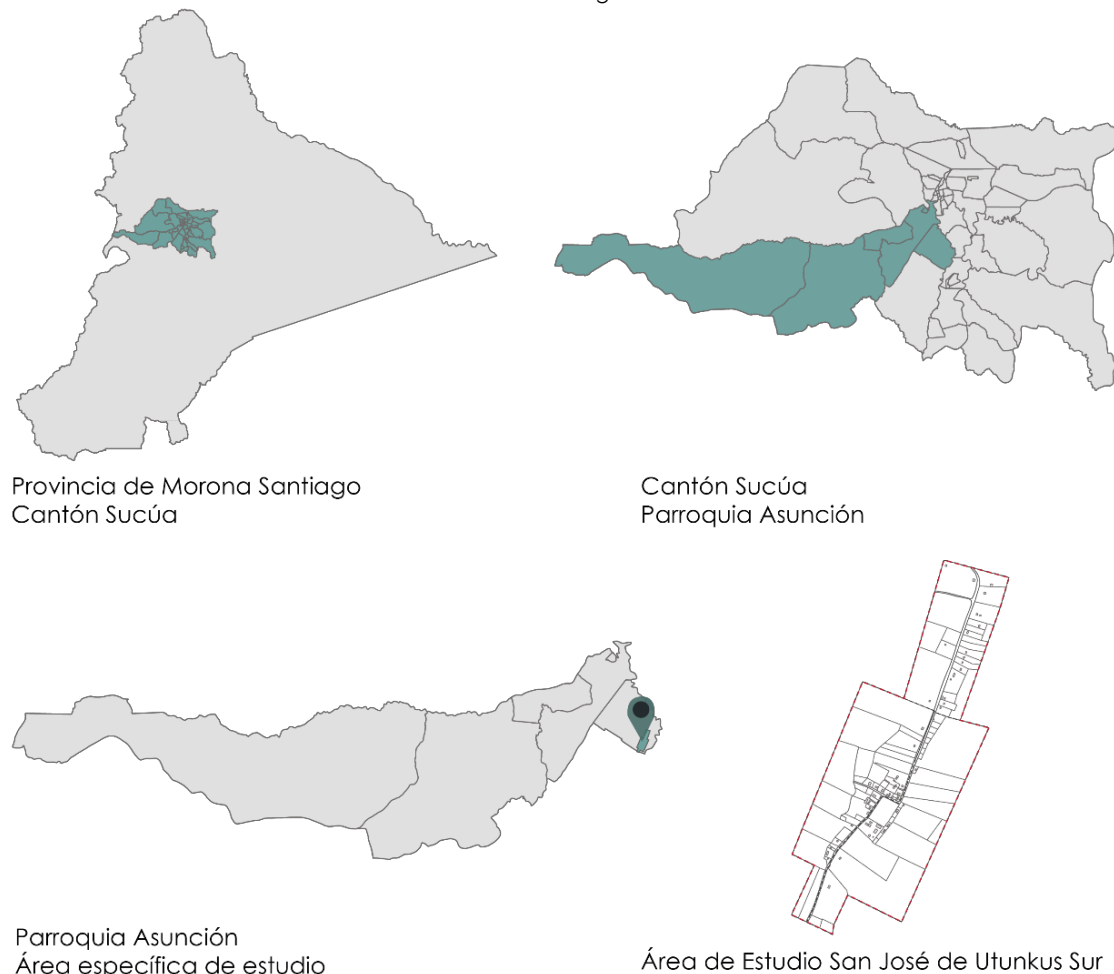 Provincia de Morona Santiago
Cantón Sucúa
Cantón Sucúa
Parroquia Asunción
Parroquia Asunción
Área específica de estudio
Área de Estudio San José de Utunkus Sur